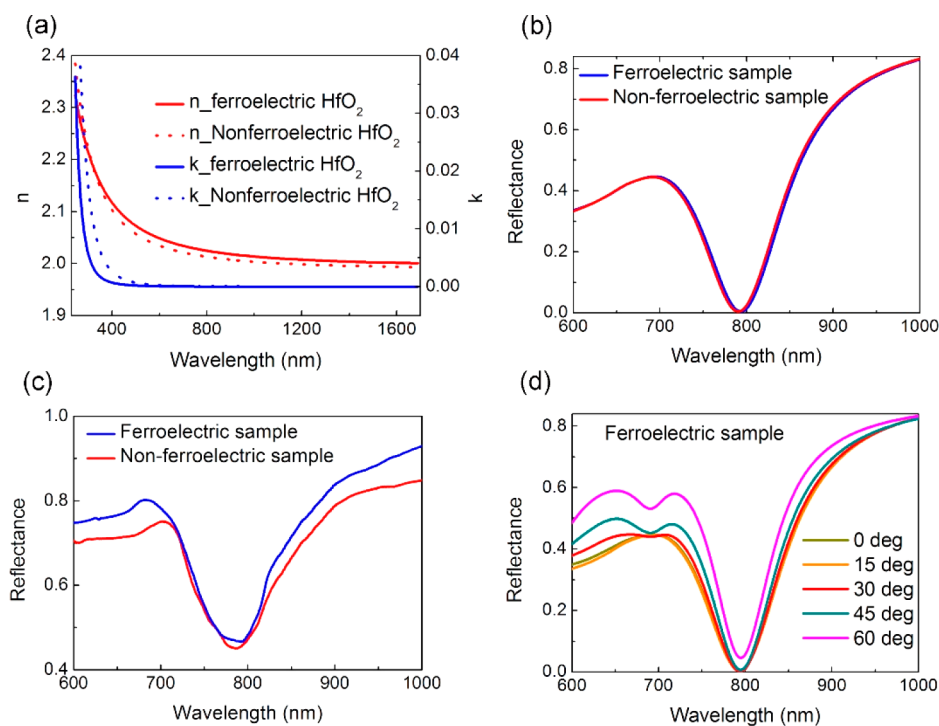 (a)
2.4
2.3
2.2
2.1
2.0
1.9
n
0.04
0.03
0.02
0.01
0.00
k
n_ferroelectric HfO₂
n_Nonferroelectric HfO₂
k_ferroelectric HfO₂
k_Nonferroelectric HfO₂
400 800 1200 1600
Wavelength (nm)
(b)
0.8
0.6
0.4
0.2
0.0
Reflectance
Ferroelectric sample
Non-ferroelectric sample
600 700 800 900 1000
Wavelength (nm)
(c)
1.0
0.8
0.6
0.4
Reflectance
Ferroelectric sample
Non-ferroelectric sample
600 700 800 900 1000
Wavelength (nm)
(d)
0.8
0.6
0.4
0.2
0.0
Reflectance
Ferroelectric sample
0 deg
15 deg
30 deg
45 deg
60 deg
600 700 800 900 1000
Wavelength (nm)